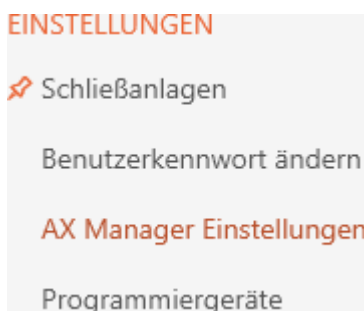 EINSTELLUNGEN
Schließanlagen
Benutzerkennwort ändern
AX Manager Einstellungen
Programmiergeräte